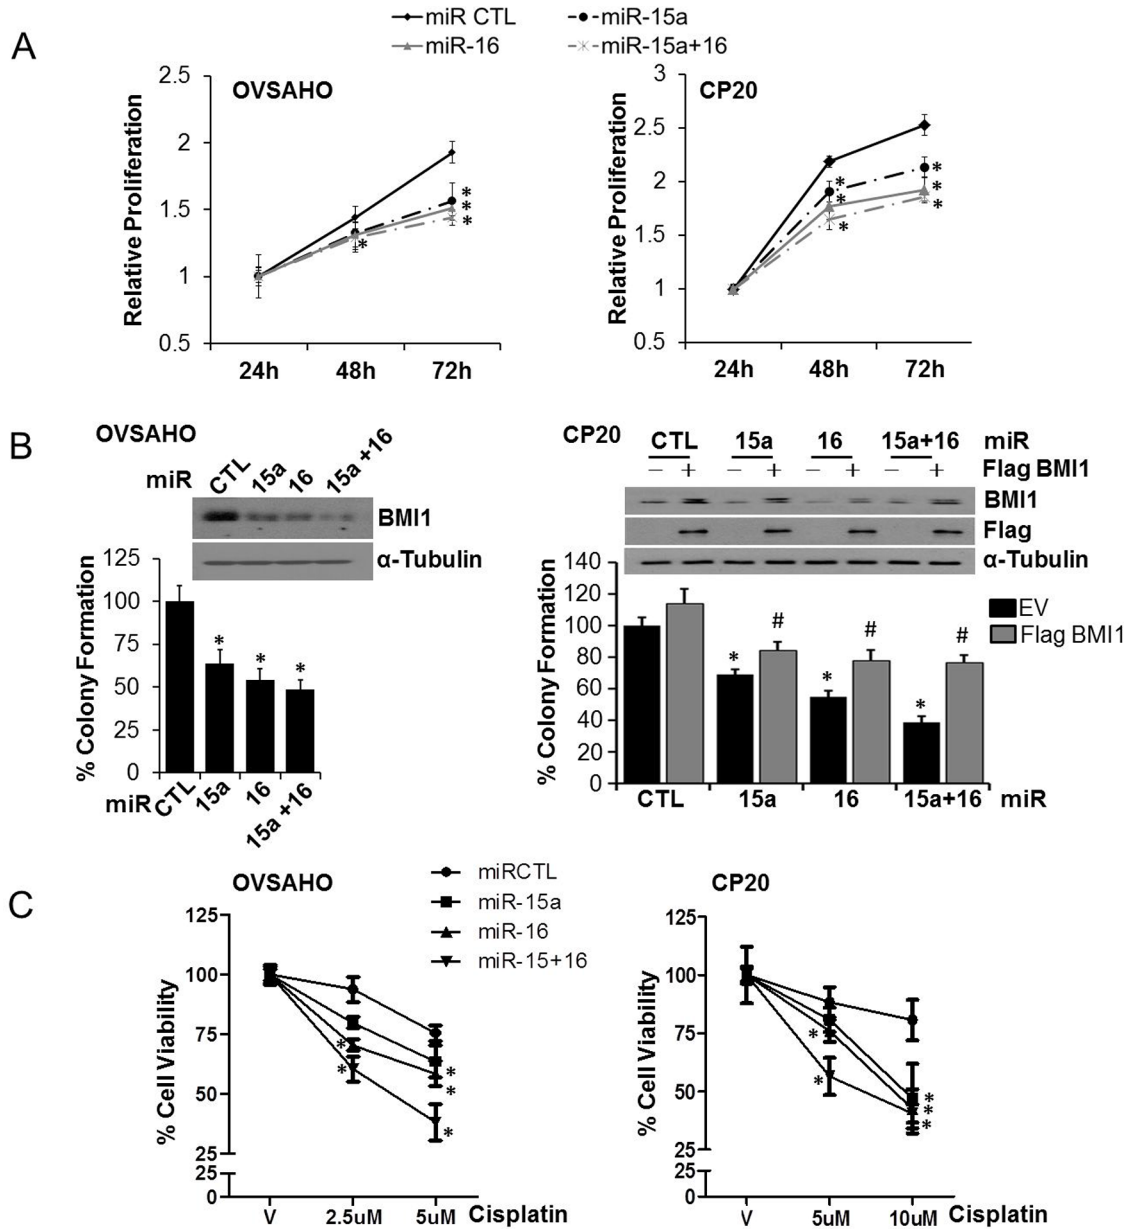 miR CTL miR-15a
miR-16 miR-15a+16
A
OVSAHO
Relative Proliferation
2.5
2
1.5
1
0.5
24h 48h 72h
*
*
*
*
CP20
Relative Proliferation
3
2.5
2
1.5
1
0.5
24h 48h 72h
*
*
*
*
*
*
B
OVSAHO
miR CTL 15a 16 15a +16
BMI1
α-Tubulin
% Colony Formation
125
100
75
50
25
0
* * *
miR CTL 15a 16 15a +16
CP20 CTL 15a 16 15a+16 miR
– + – + – + – + Flag BMI1
BMI1
Flag
α-Tubulin
% Colony Formation
140
120
100
80
60
40
20
0
* # * # * #
EV
Flag BMI1
CTL 15a 16 15a+16 miR
C
OVSAHO
miRCTL
miR-15a
miR-16
miR-15+16
% Cell Viability
125
100
75
50
25
25
0
*
*
*
*
*
V 2.5uM 5uM Cisplatin
CP20
% Cell Viability
125
100
75
50
25
25
0
*
*
*
*
*
V 5uM 10uM Cisplatin